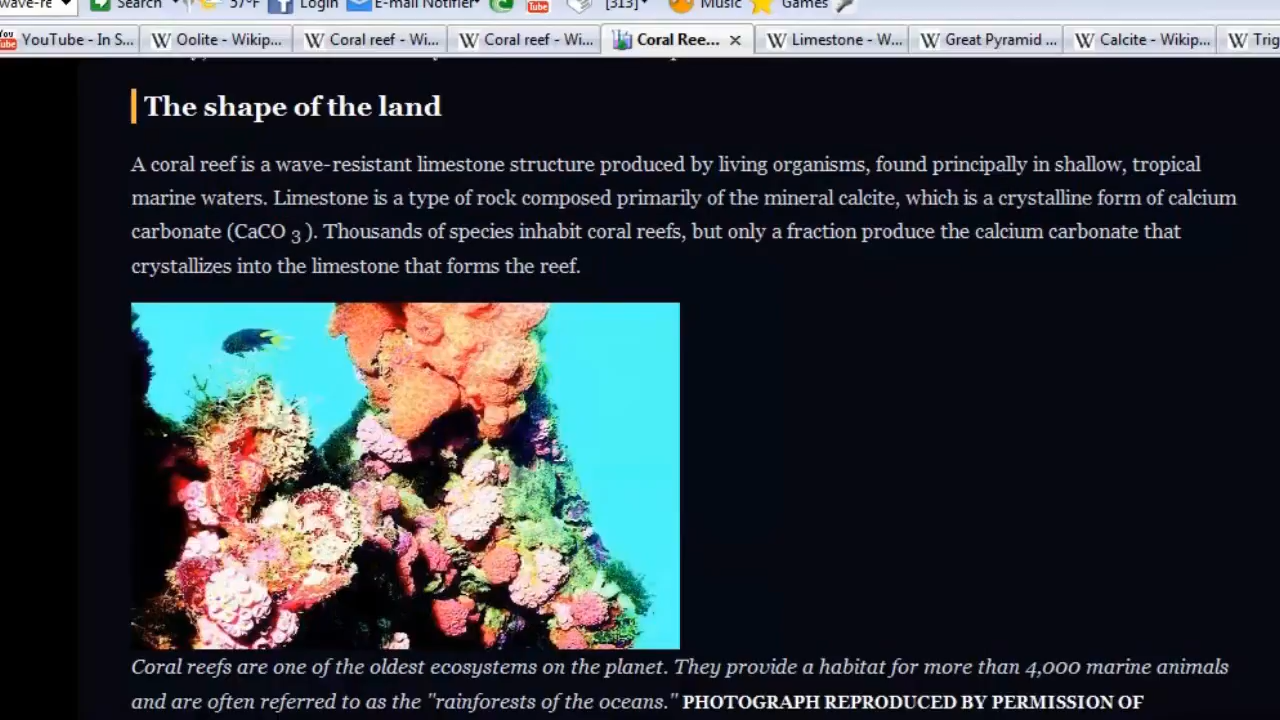 wave-re Search 57°F Login E-mail Notifier Tube [313] Music Games
You Tube YouTube - In S... W Oolite - Wikip... W Coral reef - Wi... W Coral reef - Wi... Coral Ree... W Limestone - W... W Great Pyramid ... W Calcite - Wikip... W Trig
The shape of the land
A coral reef is a wave-resistant limestone structure produced by living organisms, found principally in shallow, tropical
marine waters. Limestone is a type of rock composed primarily of the mineral calcite, which is a crystalline form of calcium
carbonate (CaCO 3 ). Thousands of species inhabit coral reefs, but only a fraction produce the calcium carbonate that
crystallizes into the limestone that forms the reef.
Coral reefs are one of the oldest ecosystems on the planet. They provide a habitat for more than 4,000 marine animals
and are often referred to as the "rainforests of the oceans." PHOTOGRAPH REPRODUCED BY PERMISSION OF